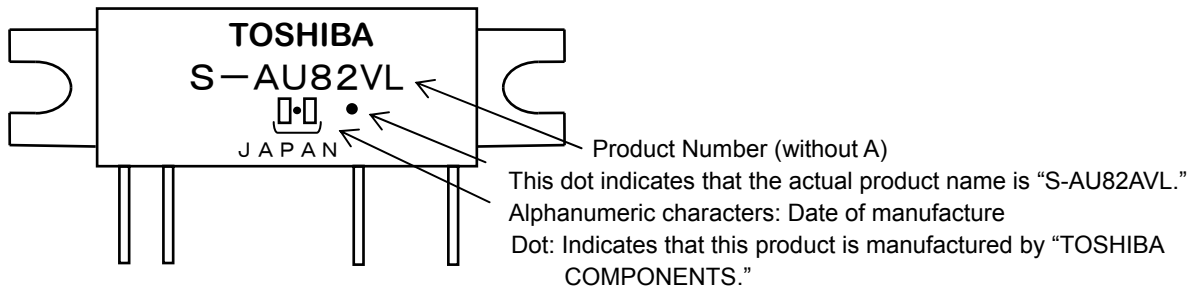 TOSHIBA
S-AU82VL
JAPAN
Product Number (without A)
This dot indicates that the actual product name is “S-AU82AVL.”
Alphanumeric characters: Date of manufacture
Dot: Indicates that this product is manufactured by “TOSHIBA
COMPONENTS.”